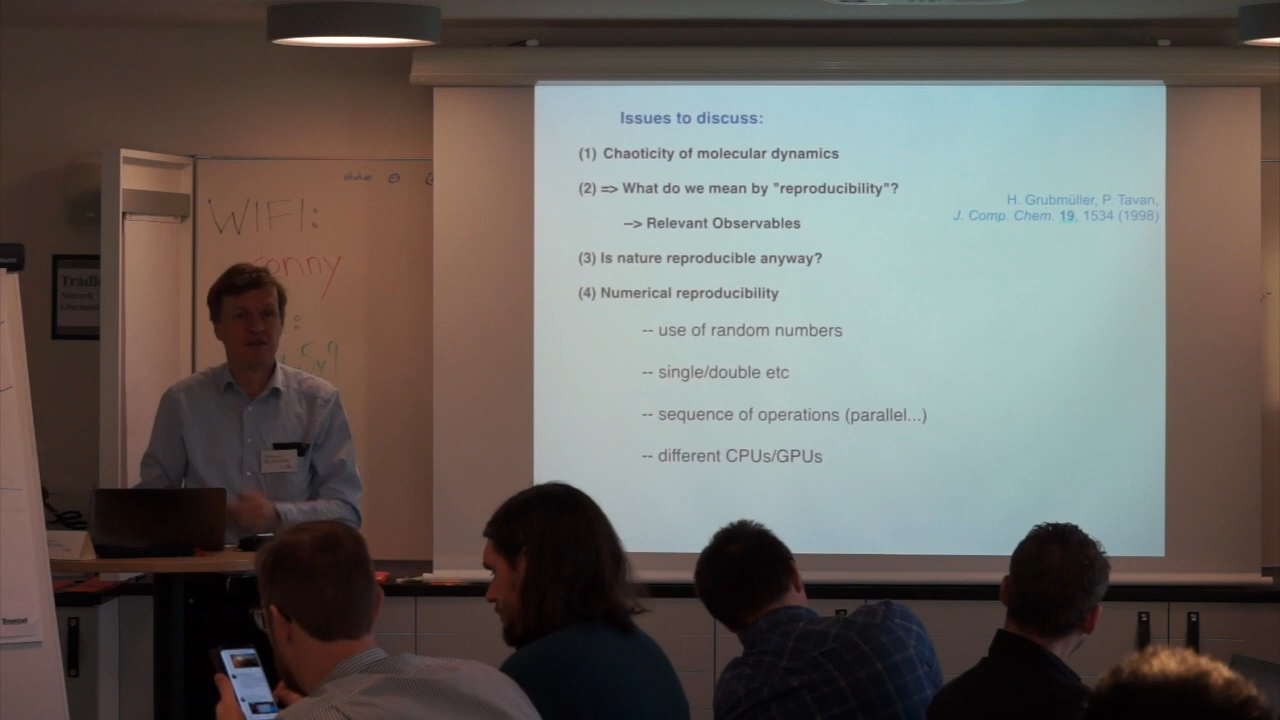 Issues to discuss:
(1) Chaoticity of molecular dynamics
(2) => What do we mean by "reproducibility"?
--> Relevant Observables
H. Grubmüller, P. Tavan,
J. Comp. Chem. 19, 1534 (1998)
(3) Is nature reproducible anyway?
(4) Numerical reproducibility
-- use of random numbers
-- single/double etc
-- sequence of operations (parallel...)
-- different CPUs/GPUs
WIFI: